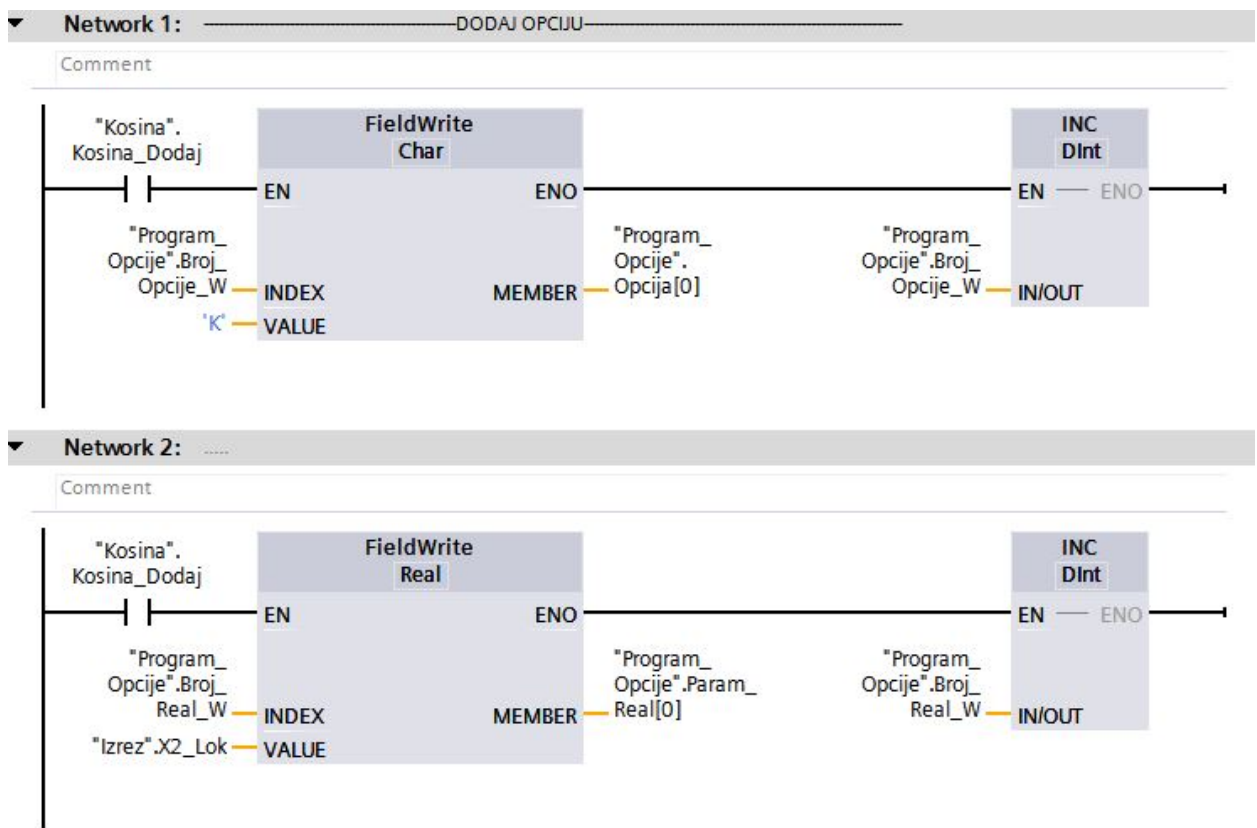 Network 1: ------------------------------DODAJ OPCIJU------------------------------
Comment
"Kosina".
Kosina_Dodaj
FieldWrite
Char
INC
DInt
EN
ENO
EN
ENO
"Program_
Opcije".Broj_
Opcije_W
INDEX
MEMBER
"Program_
Opcije".
Opcija[0]
"Program_
Opcije".Broj_
Opcije_W
IN/OUT
'K'
VALUE
Network 2: .....
Comment
"Kosina".
Kosina_Dodaj
FieldWrite
Real
INC
DInt
EN
ENO
EN
ENO
"Program_
Opcije".Broj_
Real_W
INDEX
MEMBER
"Program_
Opcije".Param_
Real[0]
"Program_
Opcije".Broj_
Real_W
IN/OUT
"Izrez".X2_Lok
VALUE